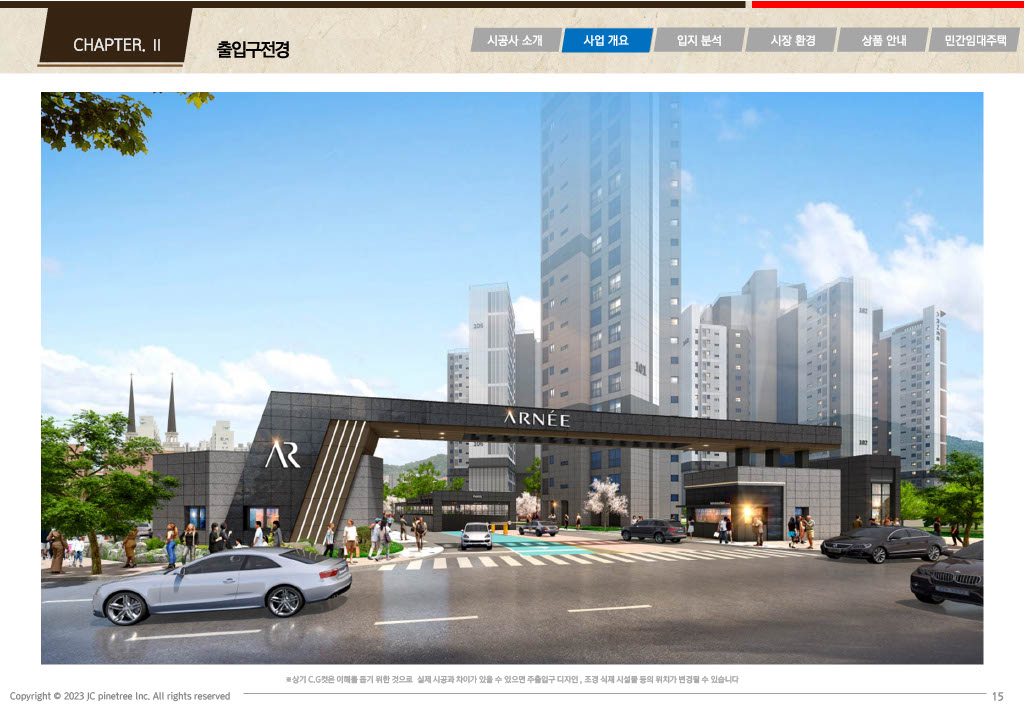 CHAPTER. II
출입구전경
시공사 소개
사업 개요
입지 분석
시장 환경
상품 안내
민간임대주택
ARNÉE
AR
101
※상기 C.G컷은 이해를 돕기 위한 것으로 실제 시공과 차이가 있을 수 있으면 주출입구 디자인, 조경 식재 시설물 등의 위치가 변경될 수 있습니다
Copyright © 2023 JC pinetree Inc. All rights reserved
15